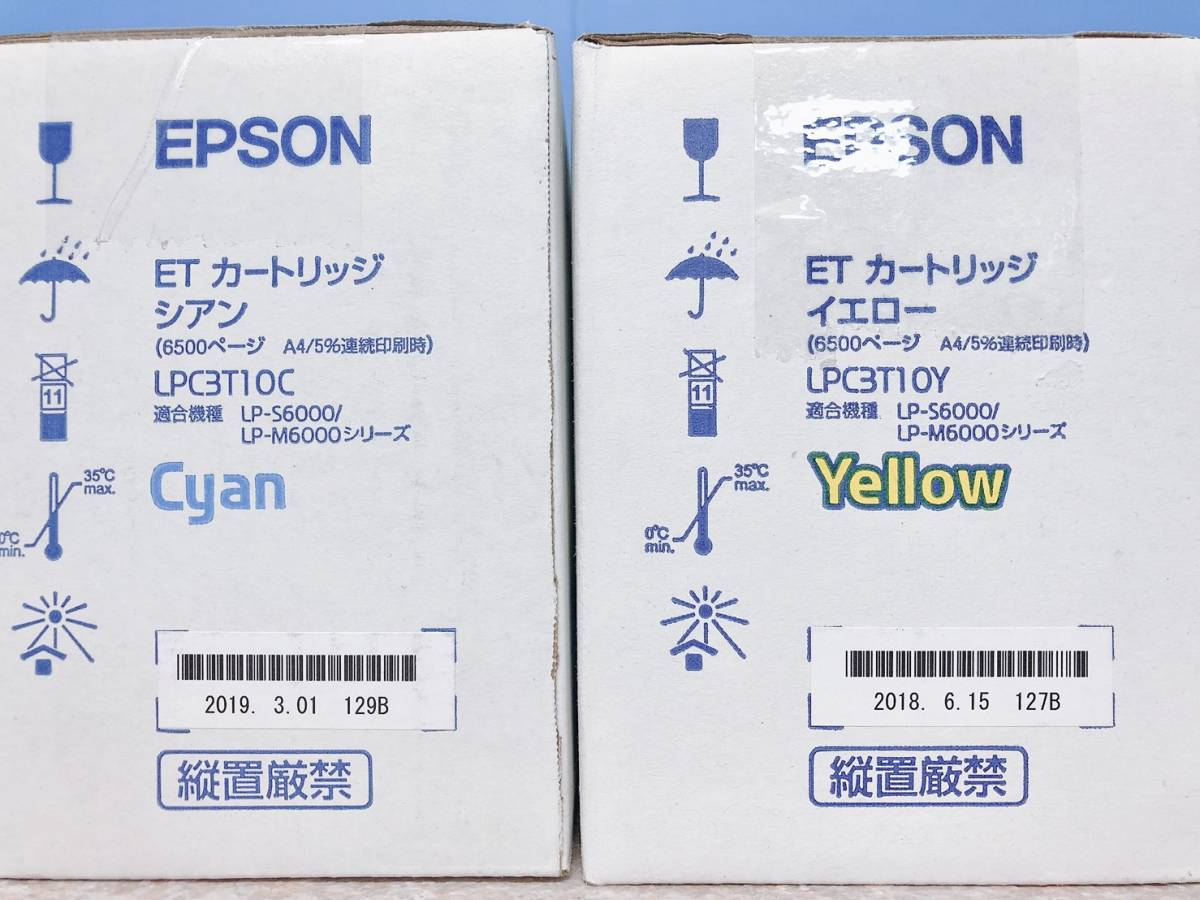 EPSON
ET カートリッジ
シアン
(6500ページ A4/5%連続印刷時)
LPC3T10C
適合機種 LP-S6000/
LP-M6000シリーズ
Cyan
11
35℃
max.
0℃
min.
2019. 3.01 129B
縦置厳禁
EPSON
ET カートリッジ
イエロー
(6500ページ A4/5%連続印刷時)
LPC3T10Y
適合機種 LP-S6000/
LP-M6000シリーズ
Yellow
11
35℃
max.
0℃
min.
2018. 6.15 127B
縦置厳禁